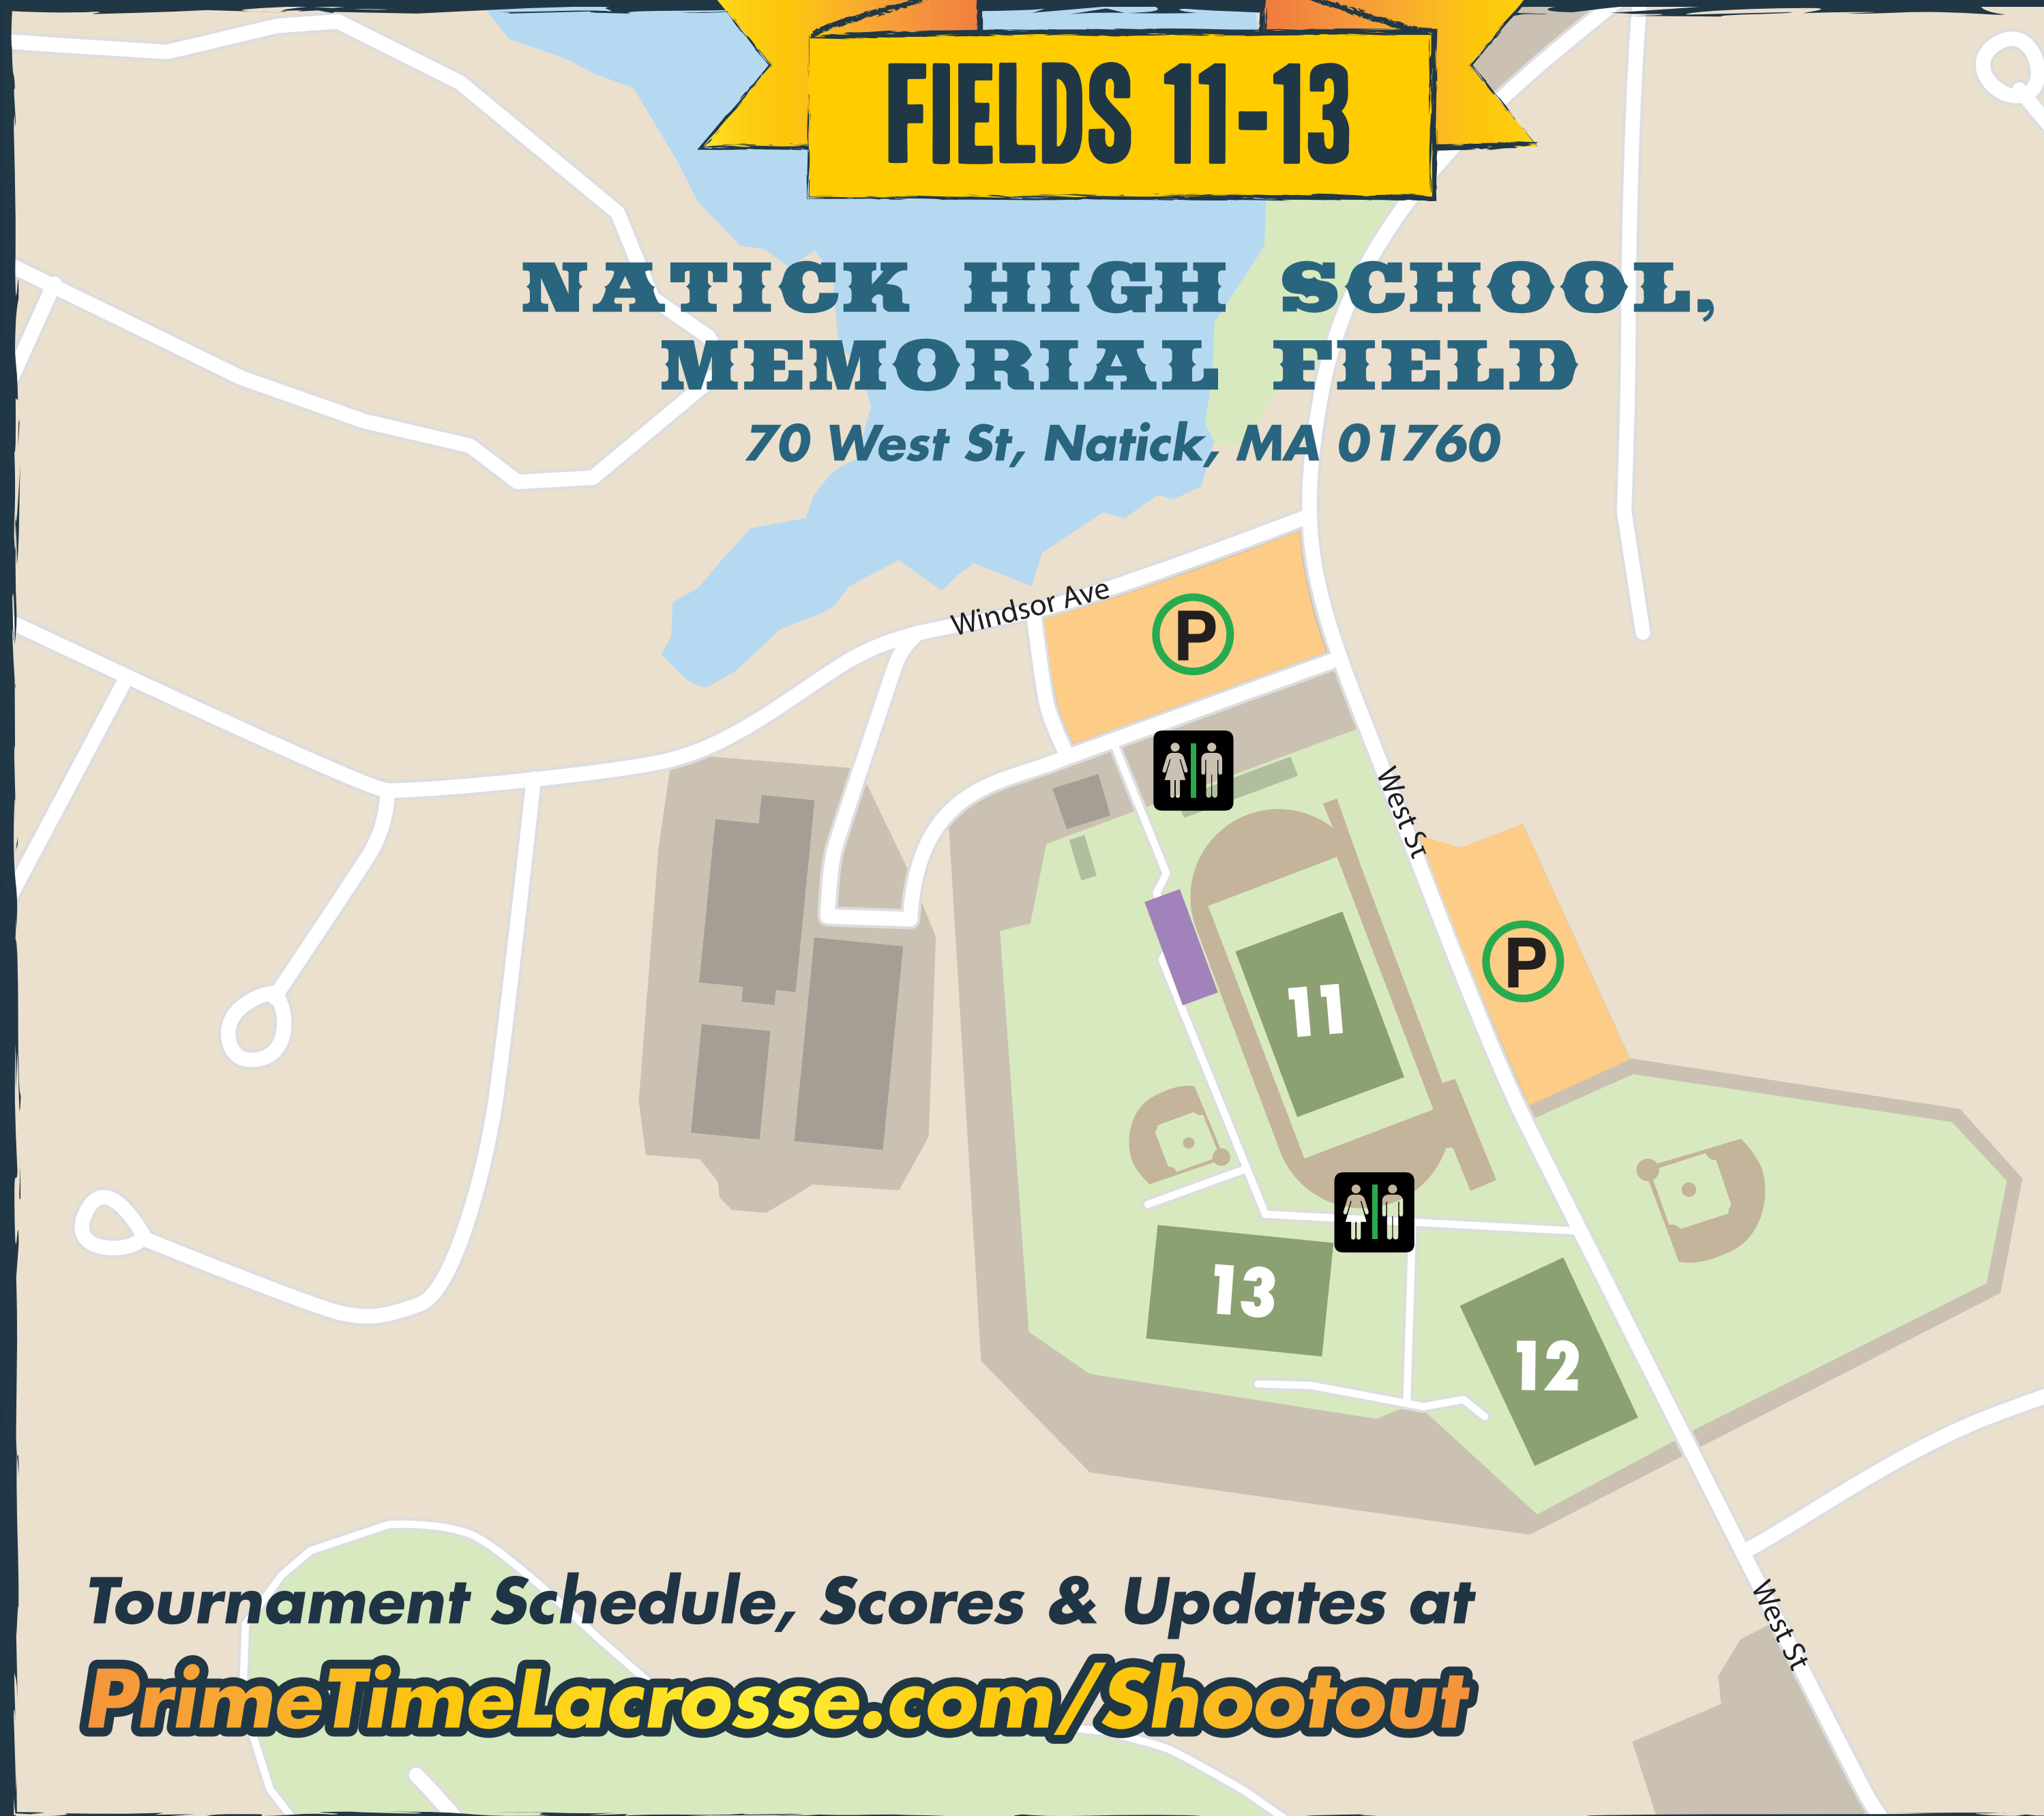 FIELDS 11-13
NATICK HIGH SCHOOL,
MEMORIAL FIELD
70 West St, Natick, MA 01760
Windsor Ave
P
West St
P
11
13
12
West St
Tournament Schedule, Scores & Updates at
PrimeTimeLacrosse.com/Shootout